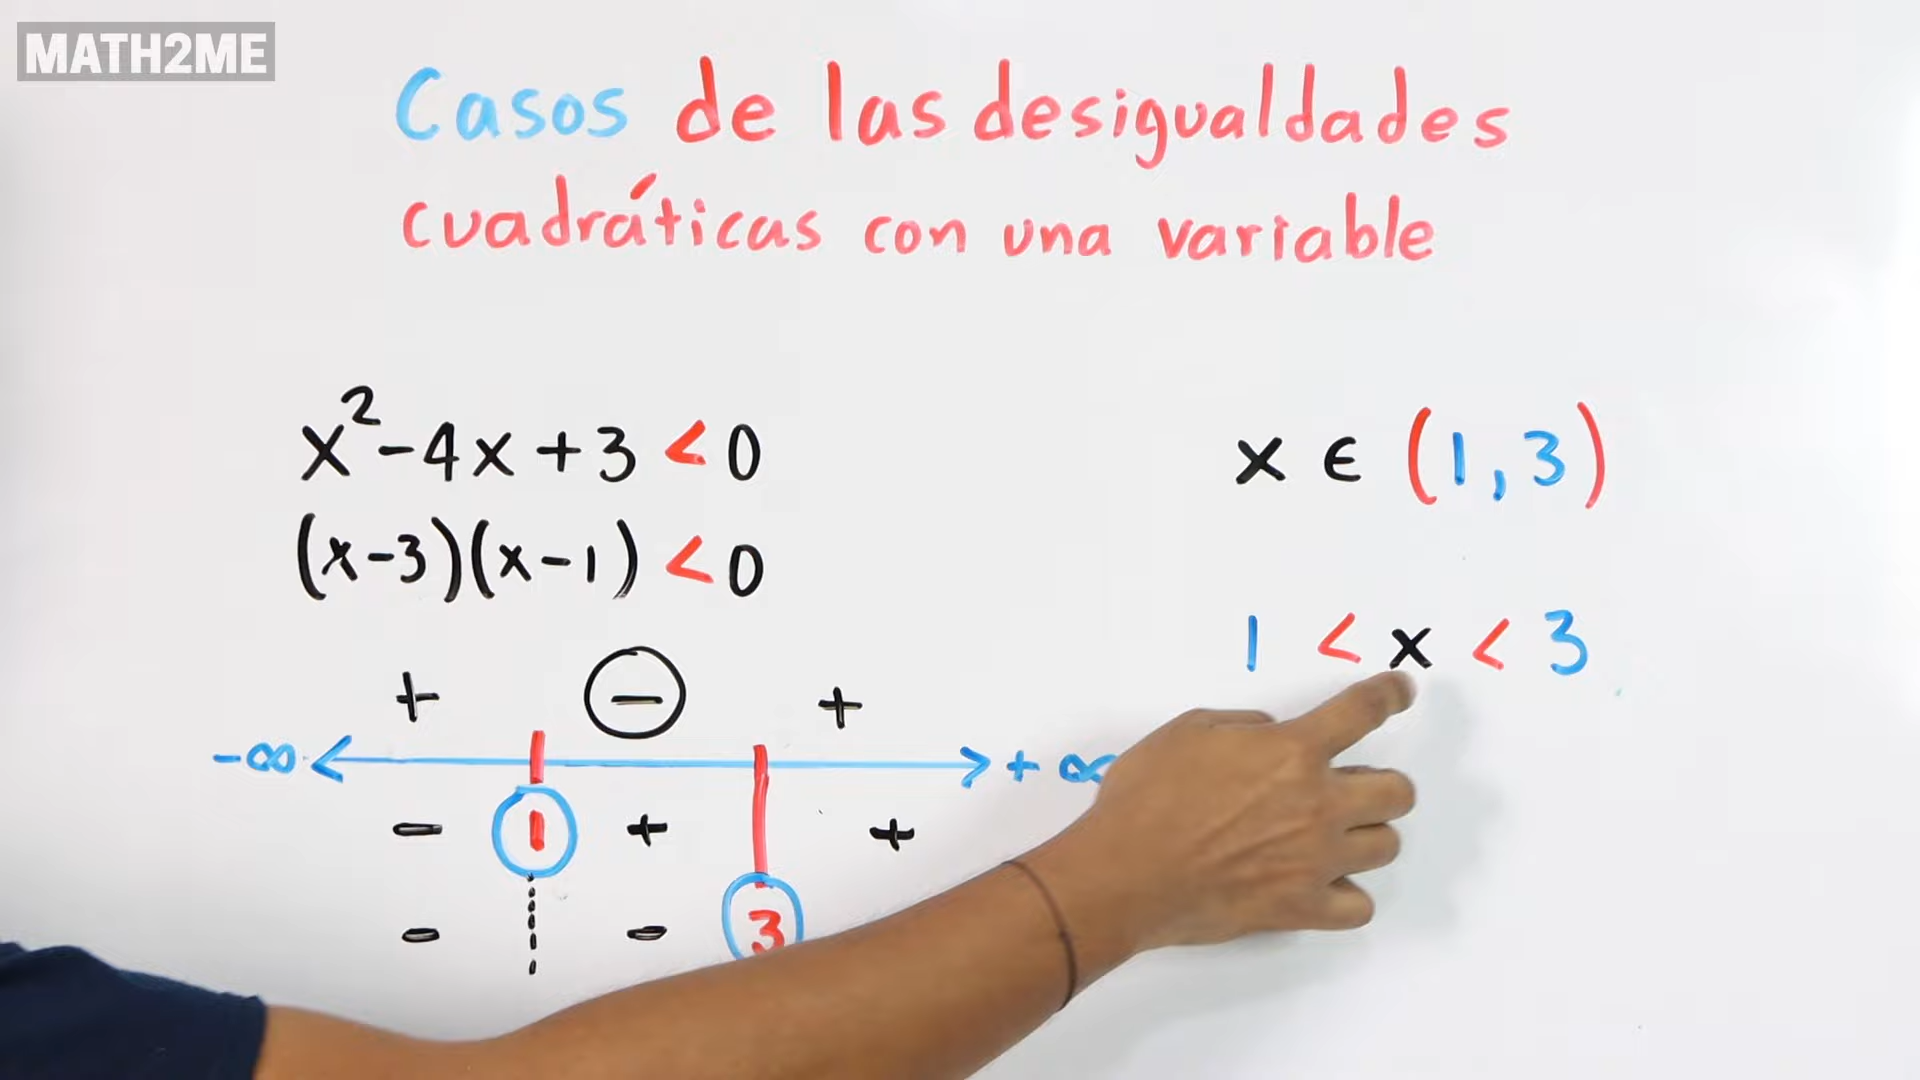 MATH2ME
Casos de las desigualdades
cuadráticas con una variable
x²-4x+3<0
(x-3)(x-1)<0
+ - +
-∞ +∞
- 1 + +
- - 3
x ϵ (1,3)
1 < x < 3